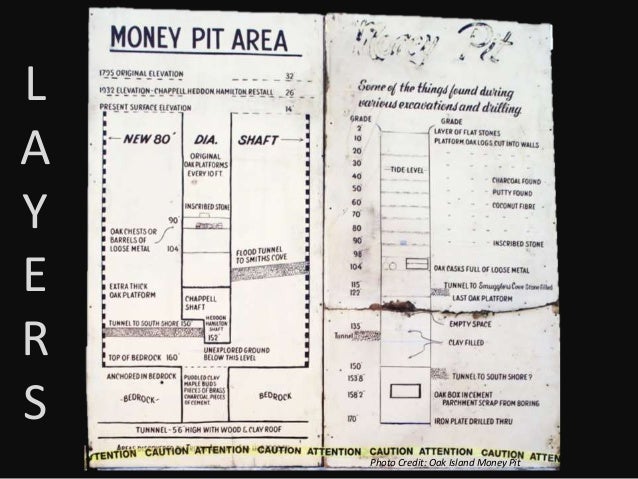 L
A
Y
E
R
S
MONEY PIT AREA
1795 ORIGINAL ELEVATION 32
1932 ELEVATION - CHAPPELL, HEDDON, HAMILTON RESTALL 26'
PRESENT SURFACE ELEVATION 14'
NEW 80' DIA. SHAFT
ORIGINAL
OAK PLATFORMS
EVERY 10 FT.
INSCRIBED STONE
90'
OAK CHESTS OR
BARRELS OF
LOOSE METAL 104
FLOOD TUNNEL
TO SMITHS COVE
EXTRA THICK
OAK PLATFORM
CHAPPELL
SHAFT
HEDDON
HAMILTON
SHAFT
TUNNEL TO SOUTH SHORE 150'
152'
UNEXPLORED GROUND
BELOW THIS LEVEL
TOP OF BEDROCK 160'
ANCHORED IN BEDROCK
-BEDROCK-
PUDDLED CLAY
MAPLE BUDS
PIECES OF BRASS
CHARCOAL PIECES
OF CEMENT.
BEDROCK
TUNNNEL - 5'6" HIGH WITH WOOD & CLAY ROOF
Money Pit
Some of the things found during
various excavations and drilling
GRADE GRADE
2 LAYER OF FLAT STONES
10 PLATFORM, OAK LOGS, CUT INTO WALLS
20
30 TIDE LEVEL
40 CHARCOAL FOUND
50 PUTTY FOUND
60 COCONUT FIBRE
70
80
90 INSCRIBED STONE
98
104 OAK CASKS FULL OF LOOSE METAL
115 TUNNEL TO Smugglers Cove Stone filled
122 LAST OAK PLATFORM
EMPTY SPACE
135
Tunnel
CLAY FILLED
150
153.8 TUNNEL TO SOUTH SHORE ?
158.2 OAK BOX IN CEMENT
PARCHMENT SCRAP FROM BORING
170 IRON PLATE DRILLED THRU
TTENTION CAUTION ATTENTION CAUTION ATTENTION CAUTION ATTENTION CAUTION ATTEN
Photo Credit: Oak Island Money Pit